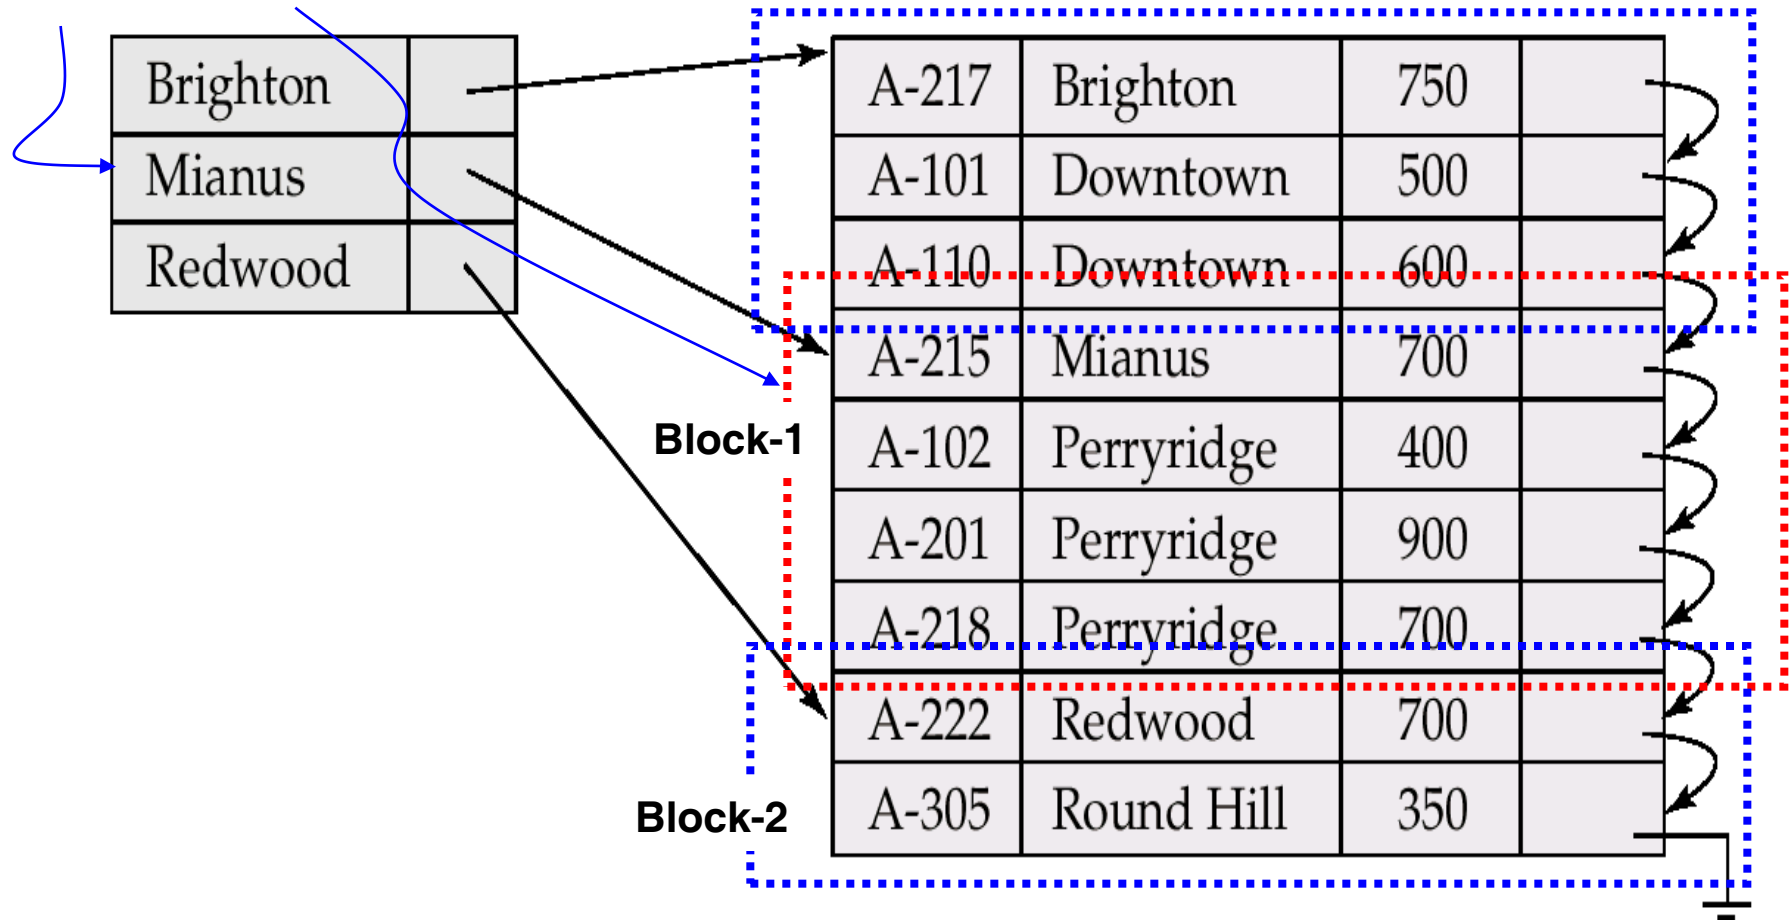 Brighton
Mianus
Redwood
A-217 Brighton 750
A-101 Downtown 500
A-110 Downtown 600
A-215 Mianus 700
Block-1
A-102 Perryridge 400
A-201 Perryridge 900
A-218 Perryridge 700
A-222 Redwood 700
Block-2
A-305 Round Hill 350